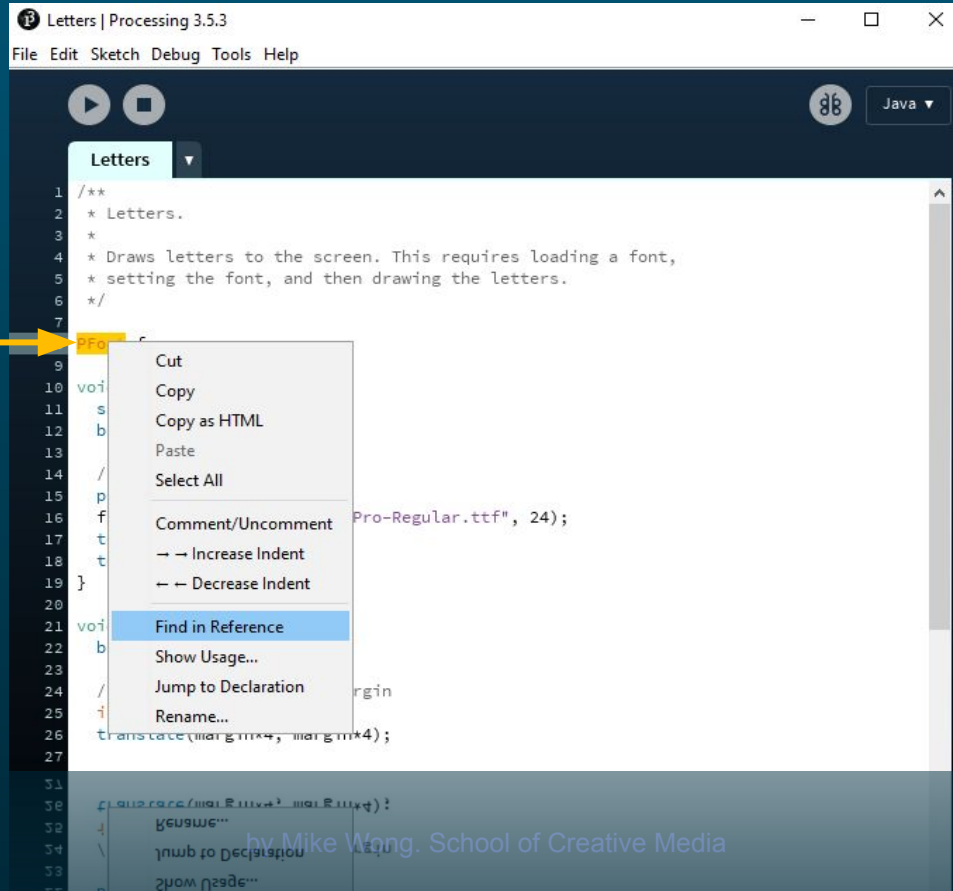 Letters | Processing 3.5.3
File Edit Sketch Debug Tools Help
Java ▼
Letters ▼
1 /**
2 * Letters.
3 *
4 * Draws letters to the screen. This requires loading a font,
5 * setting the font, and then drawing the letters.
6 */
7
PFo
9
10 voi
11 s
12 b
13
14 /
15 p
16 f Pro-Regular.ttf", 24);
17 t
18 t
19 }
20
21 voi
22 b
23
24 / rgin
25 i
26 translate(margin*4, margin*4);
27
Cut
Copy
Copy as HTML
Paste
Select All
Comment/Uncomment
→ → Increase Indent
← ← Decrease Indent
Find in Reference
Show Usage...
Jump to Declaration
Rename...
by Mike Wong. School of Creative Media